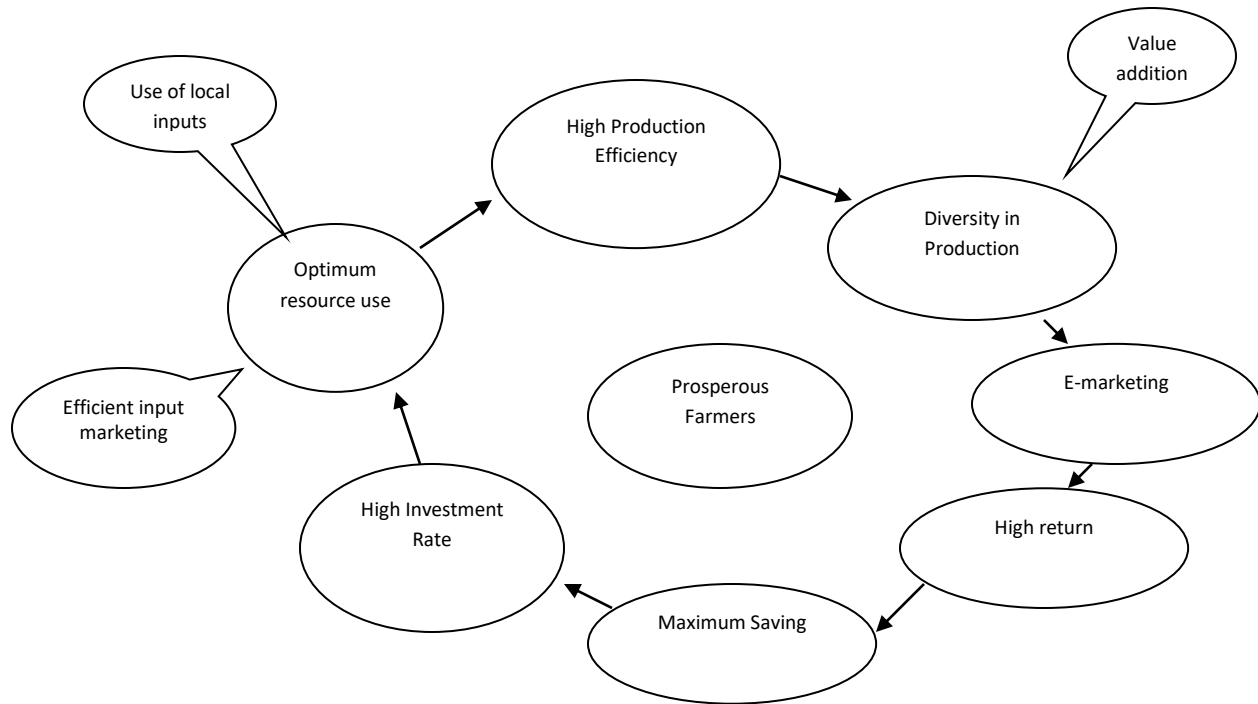 Value
addition
Use of local
inputs
High Production
Efficiency
Diversity in
Production
Optimum
resource use
E-marketing
Prosperous
Farmers
Efficient input
marketing
High Investment
Rate
High return
Maximum Saving